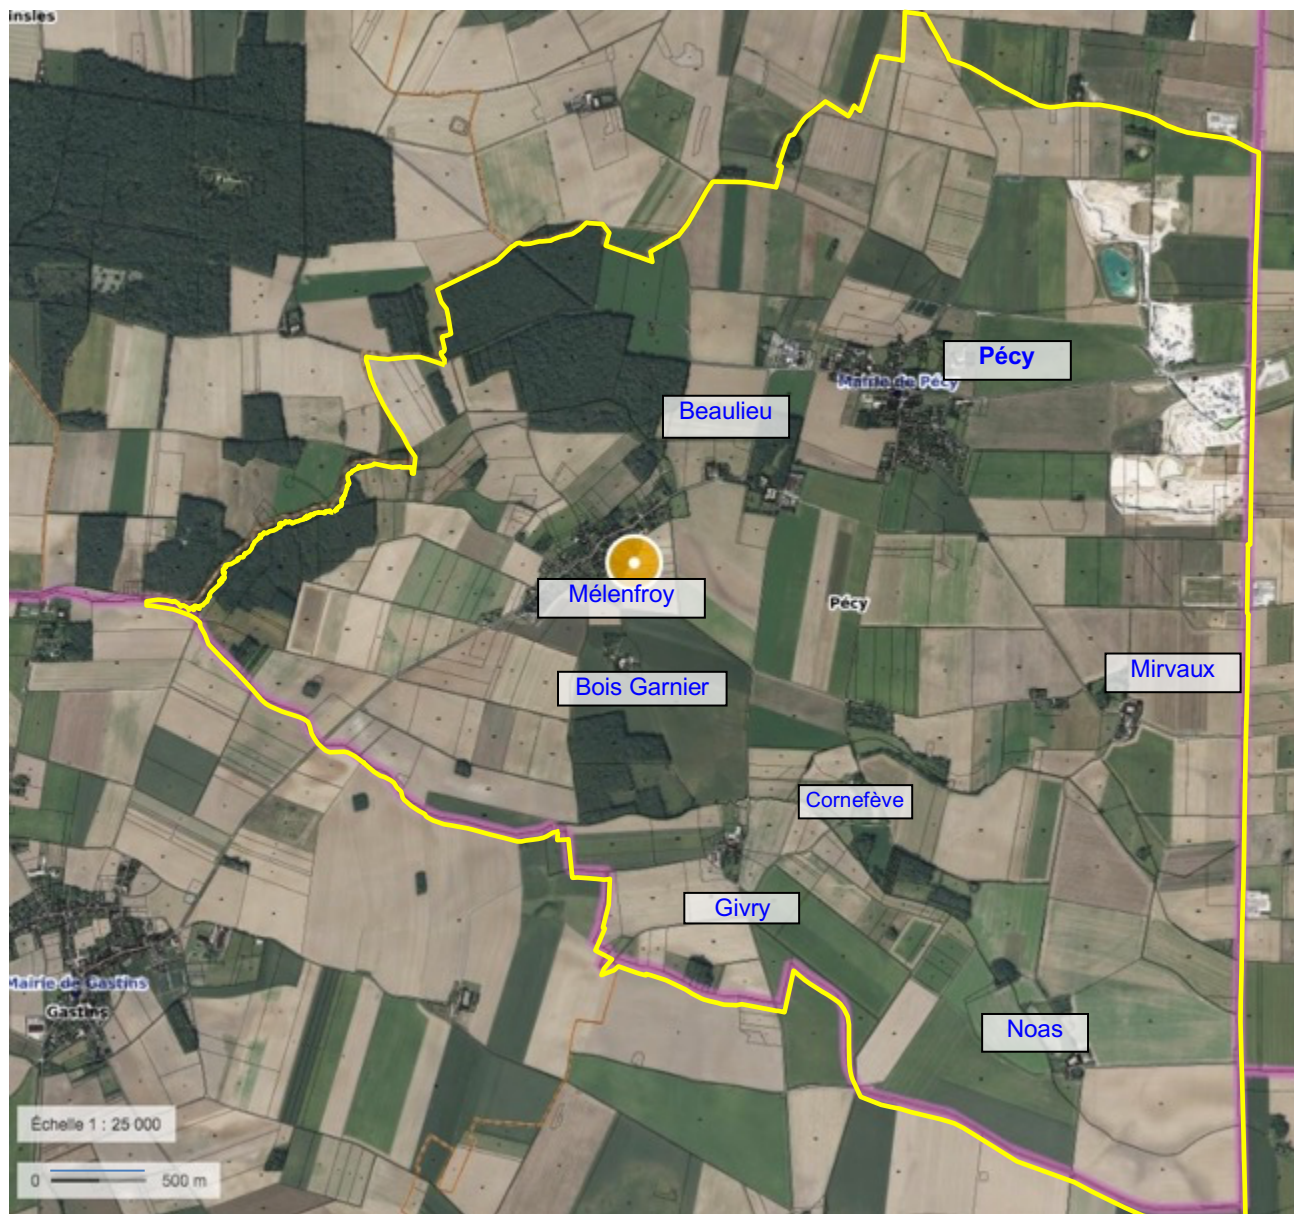 insles
Pécy
Mairie de Pécy
Beaulieu
Mélenfroy
Pécy
Mirvaux
Bois Garnier
Cornefève
Givry
Mairie de Gastins
Gastins
Noas
Échelle 1 : 25 000
0 500 m